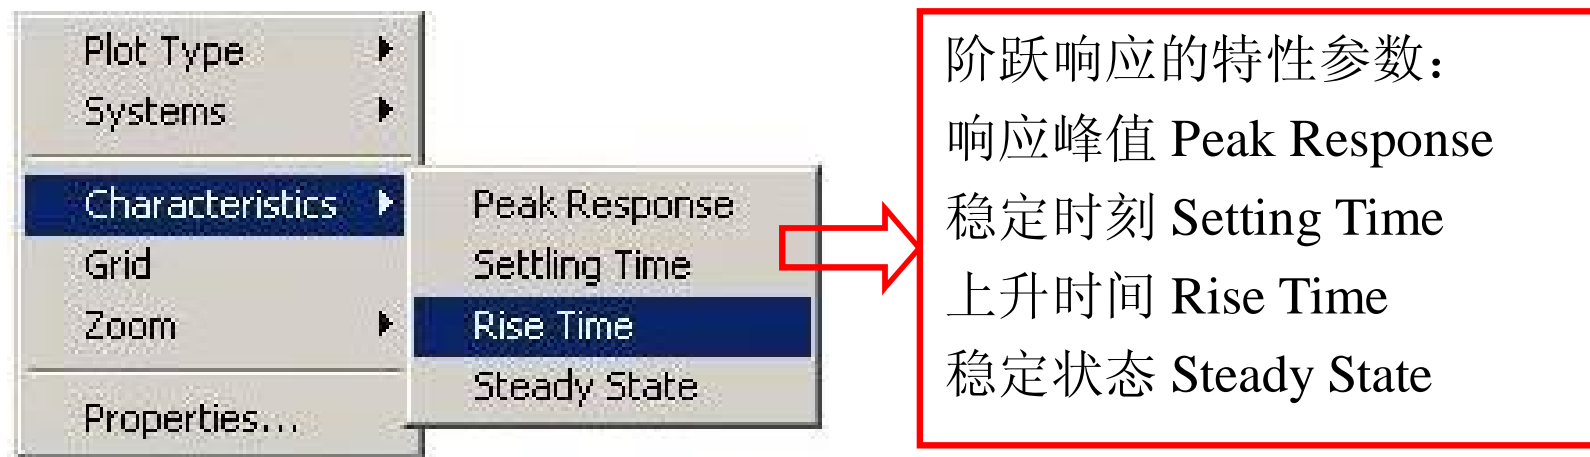 Plot Type
Systems
Characteristics
Grid
Zoom
Properties...
Peak Response
Settling Time
Rise Time
Steady State
阶跃响应的特性参数：
响应峰值 Peak Response
稳定时刻 Setting Time
上升时间 Rise Time
稳定状态 Steady State